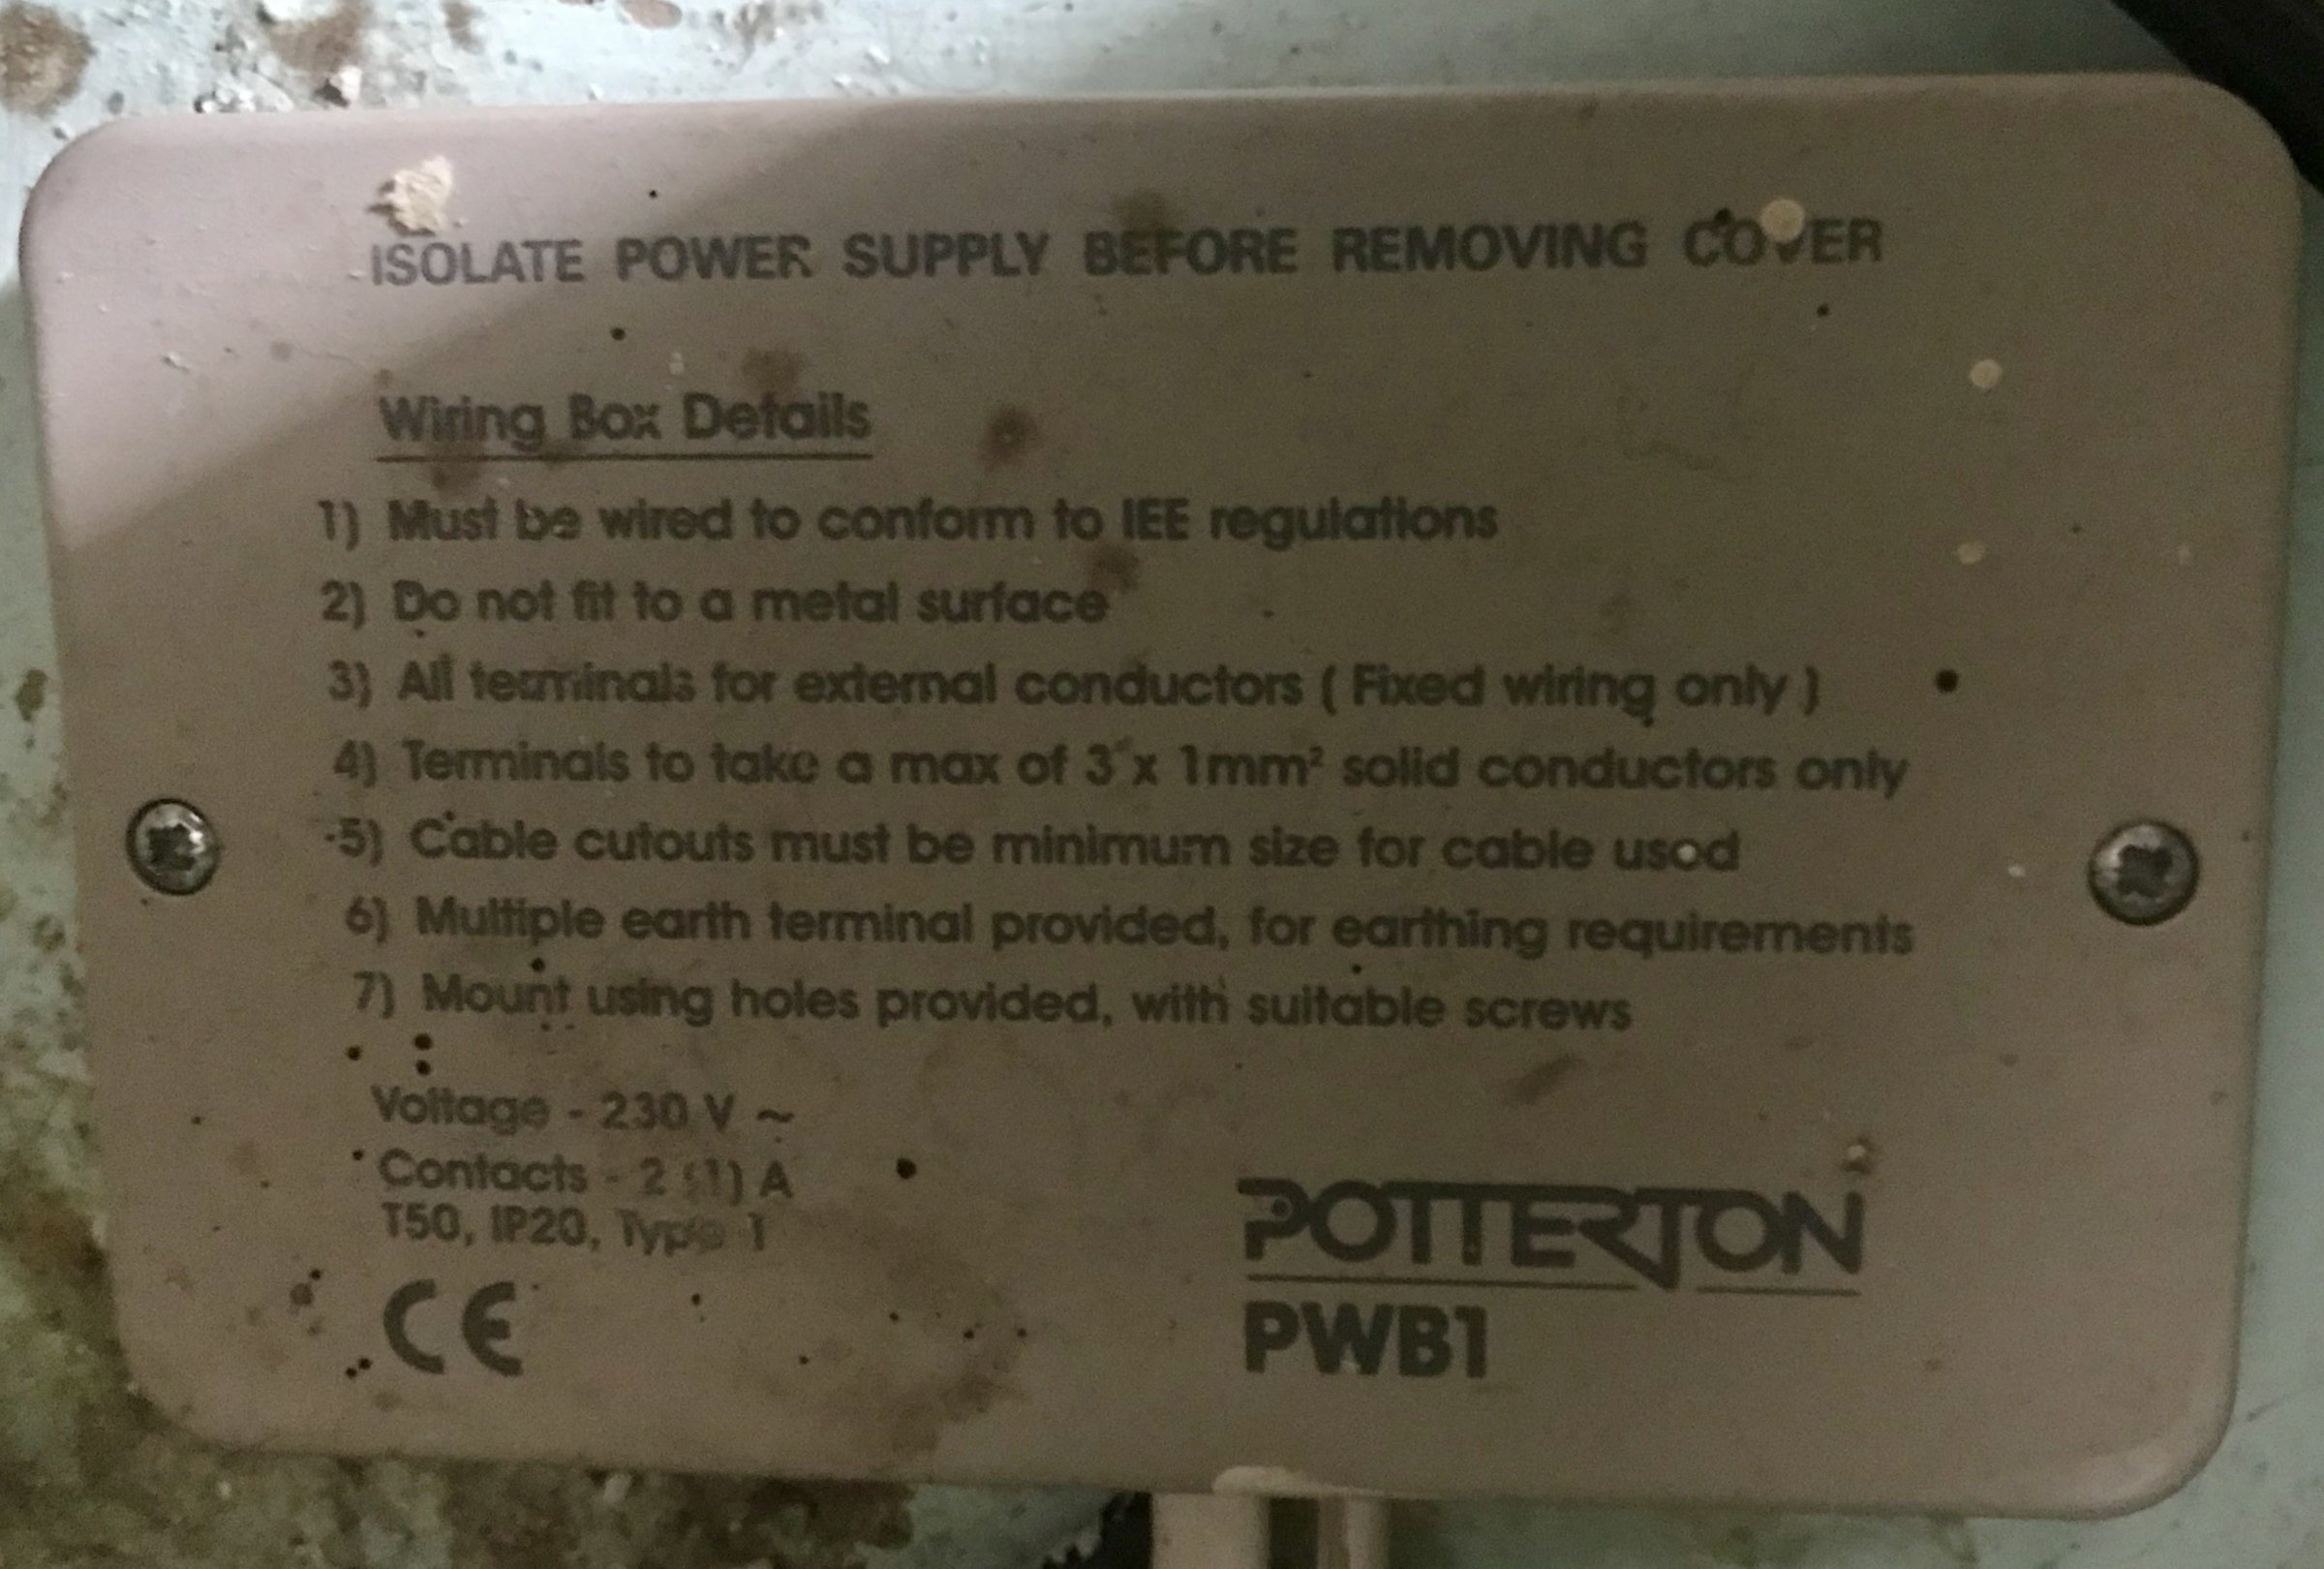 ISOLATE POWER SUPPLY BEFORE REMOVING COVER
Wiring Box Details
1) Must be wired to conform to IEE regulations
2) Do not fit to a metal surface
3) All terminals for external conductors ( Fixed wiring only )
4) Terminals to take a max of 3 x 1mm² solid conductors only
5) Cable cutouts must be minimum size for cable used
6) Multiple earth terminal provided, for earthing requirements
7) Mount using holes provided, with suitable screws
Voltage - 230 V ~
Contacts - 2 (1) A
T50, IP20, Type 1
CE
POTTERTON
PWB1